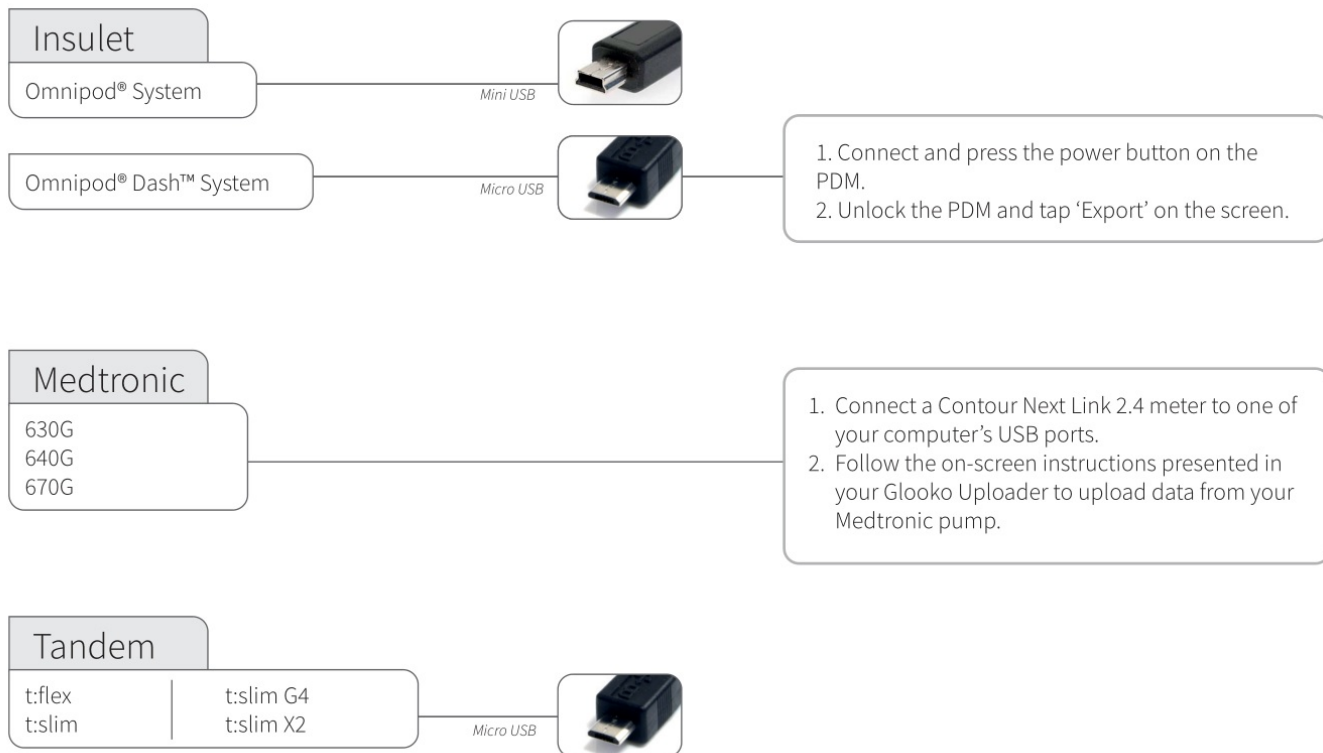 Insulet
Omnipod® System
Mini USB
Omnipod® Dash™ System
Micro USB
1. Connect and press the power button on the
PDM.
2. Unlock the PDM and tap ‘Export’ on the screen.
Medtronic
630G
640G
670G
1. Connect a Contour Next Link 2.4 meter to one of
your computer’s USB ports.
2. Follow the on-screen instructions presented in
your Glooko Uploader to upload data from your
Medtronic pump.
Tandem
t:flex
t:slim
t:slim G4
t:slim X2
Micro USB